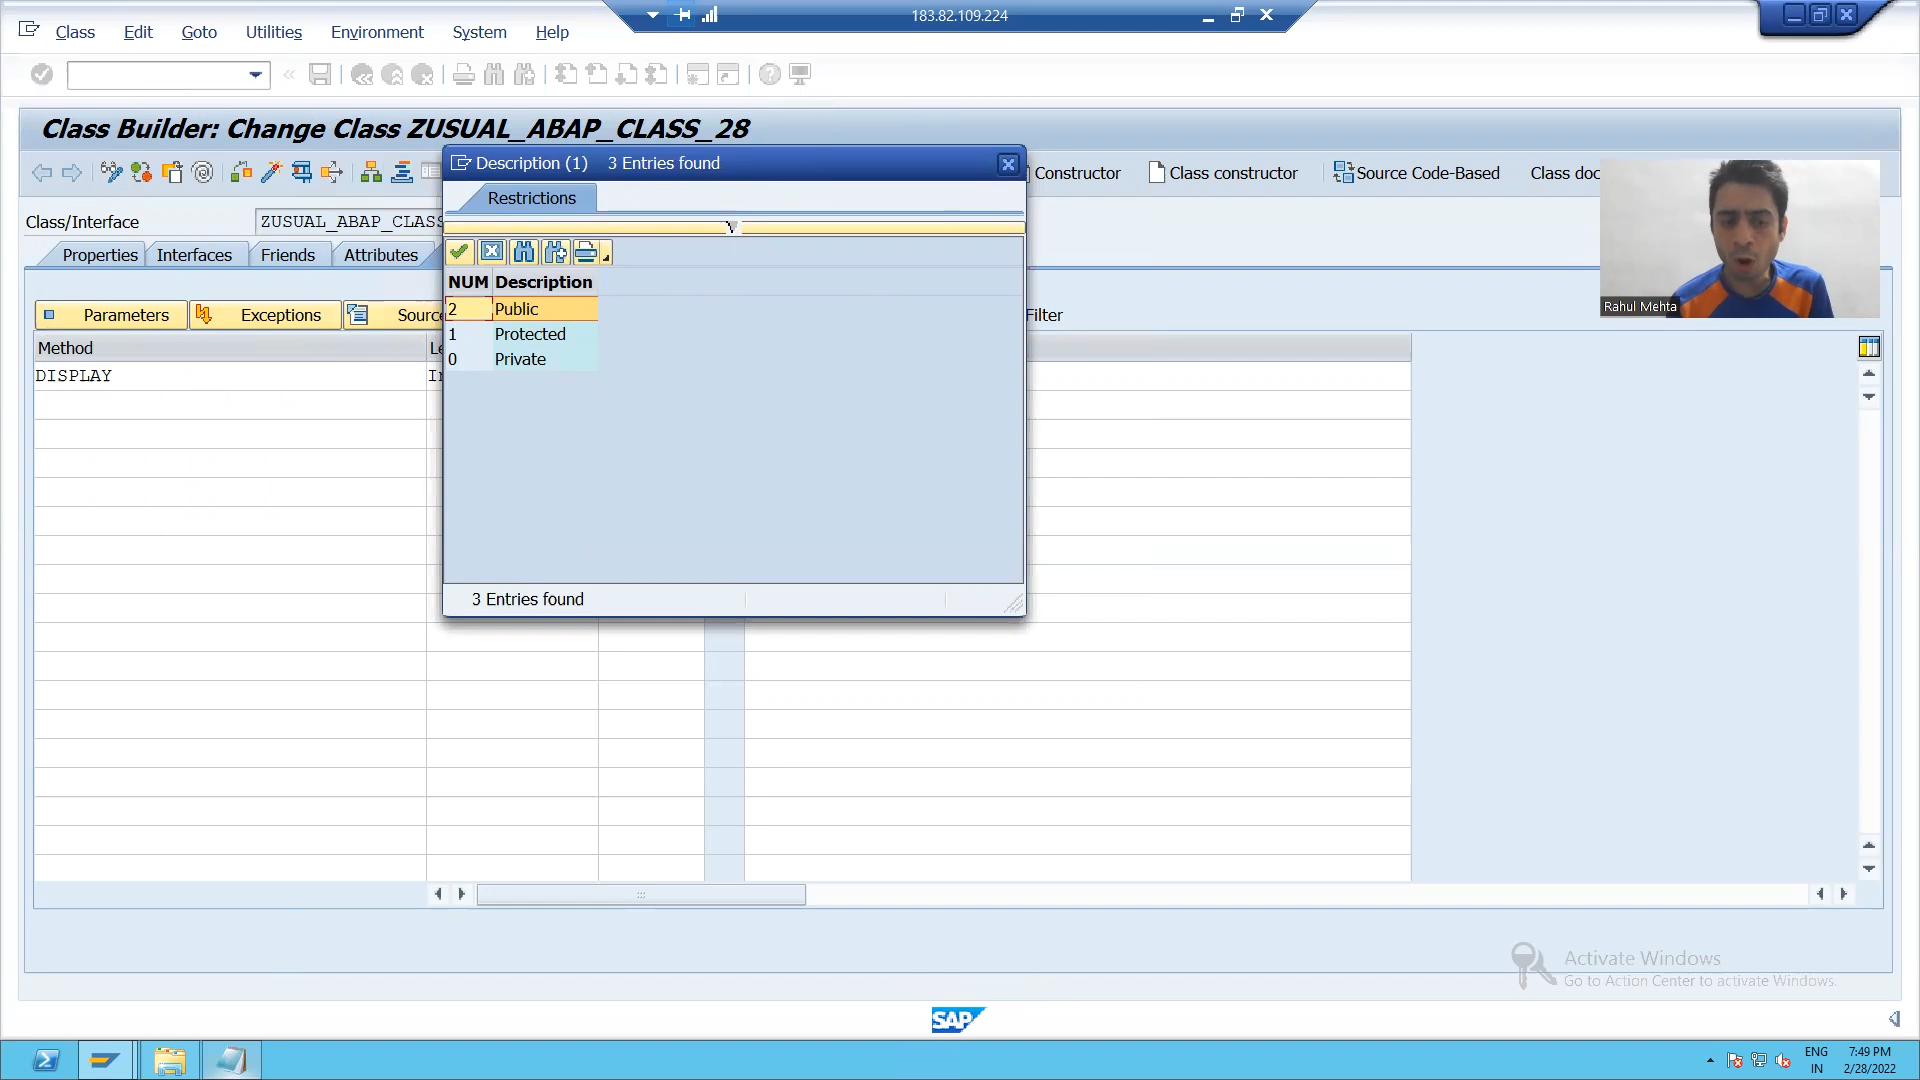 183.82.109.224
Class Edit Goto Utilities Environment System Help
Class Builder: Change Class ZUSUAL_ABAP_CLASS_28
Constructor Class constructor Source Code-Based Class doc
Class/Interface ZUSUAL_ABAP_CLASS
Properties Interfaces Friends Attributes
Parameters Exceptions Sourc Filter
Method Le
DISPLAY In
Description (1) 3 Entries found
Restrictions
NUM Description
2 Public
1 Protected
0 Private
3 Entries found
Rahul Mehta
Activate Windows
Go to Action Center to activate Windows.
SAP
ENG 7:49 PM
IN 2/28/2022